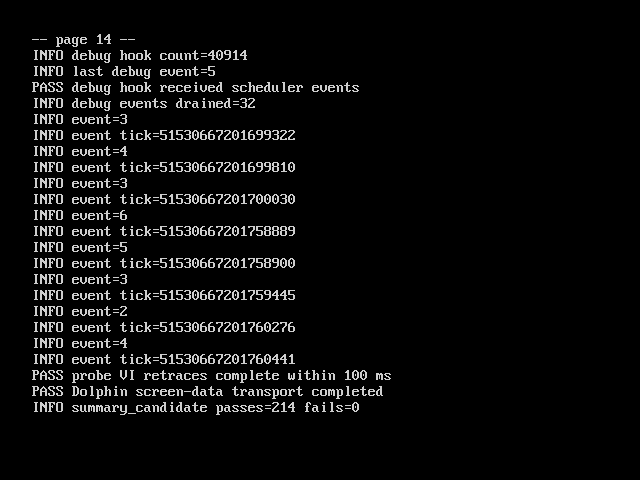 -- page 14 --
INFO debug hook count=40914
INFO last debug event=5
PASS debug hook received scheduler events
INFO debug events drained=32
INFO event=3
INFO event tick=51530667201699322
INFO event=4
INFO event tick=51530667201699810
INFO event=3
INFO event tick=51530667201700030
INFO event=6
INFO event tick=51530667201758889
INFO event=5
INFO event tick=51530667201758900
INFO event=3
INFO event tick=51530667201759445
INFO event=2
INFO event tick=51530667201760276
INFO event=4
INFO event tick=51530667201760441
PASS probe VI retraces complete within 100 ms
PASS Dolphin screen-data transport completed
INFO summary_candidate passes=214 fails=0